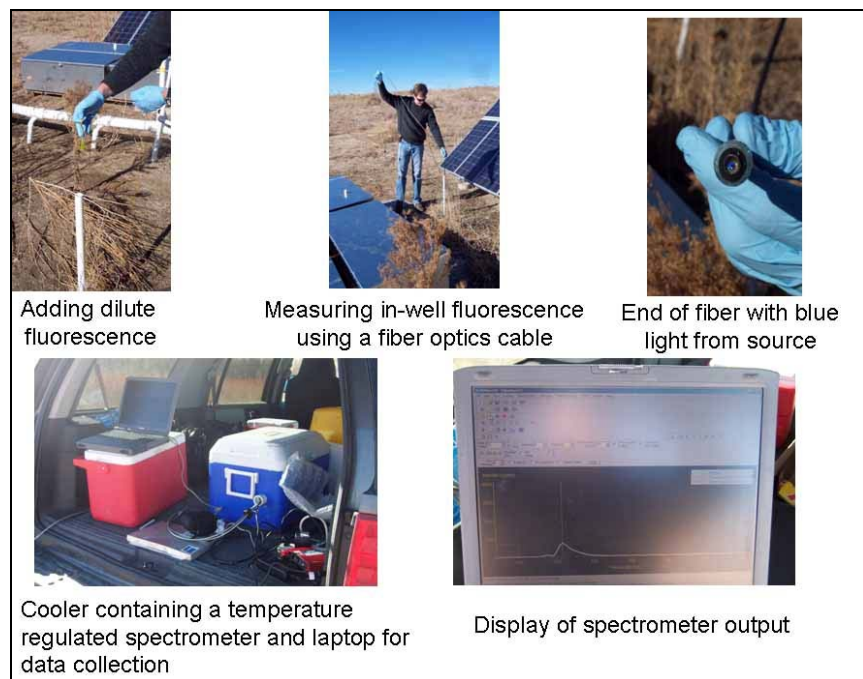 Adding dilute
fluorescence
Measuring in-well fluorescence
using a fiber optics cable
End of fiber with blue
light from source
Cooler containing a temperature
regulated spectrometer and laptop for
data collection
Display of spectrometer output